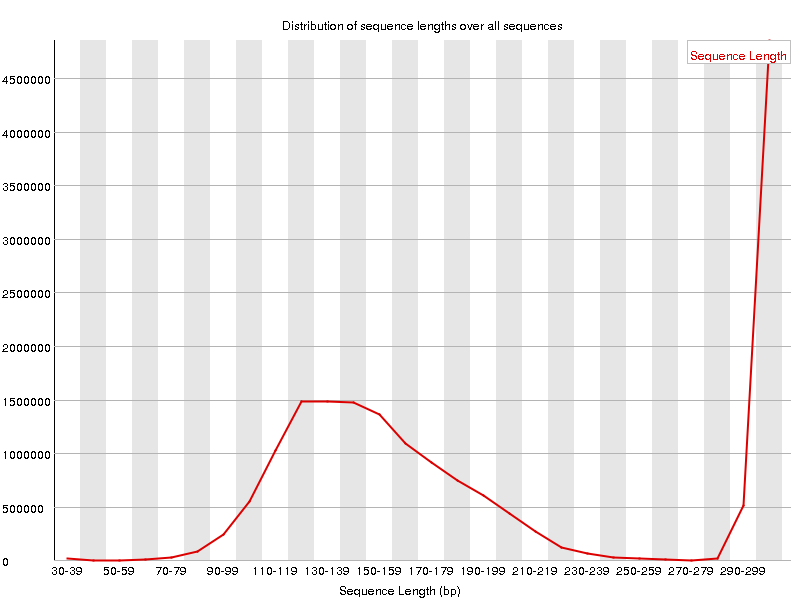 Distribution of sequence lengths over all sequences
Sequence Length
4500000
4000000
3500000
3000000
2500000
2000000
1500000
1000000
500000
0
30-39 50-59 70-79 90-99 110-119 130-139 150-159 170-179 190-199 210-219 230-239 250-259 270-279 290-299
Sequence Length (bp)